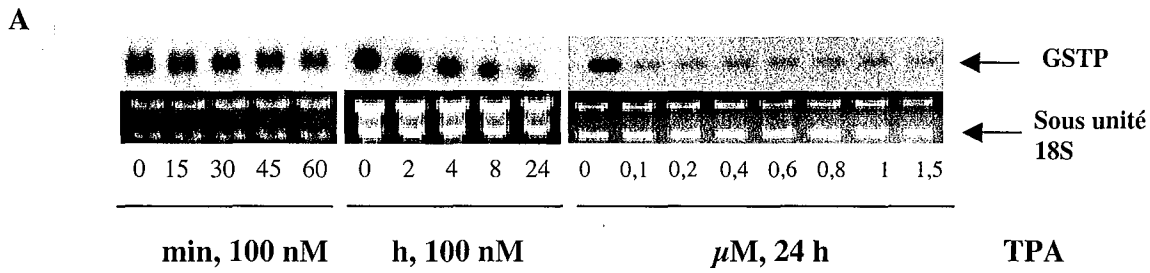 A
GSTP
Sous unité
18S
0 15 30 45 60 0 2 4 8 24 0 0,1 0,2 0,4 0,6 0,8 1 1,5
min, 100 nM h, 100 nM µM, 24 h TPA